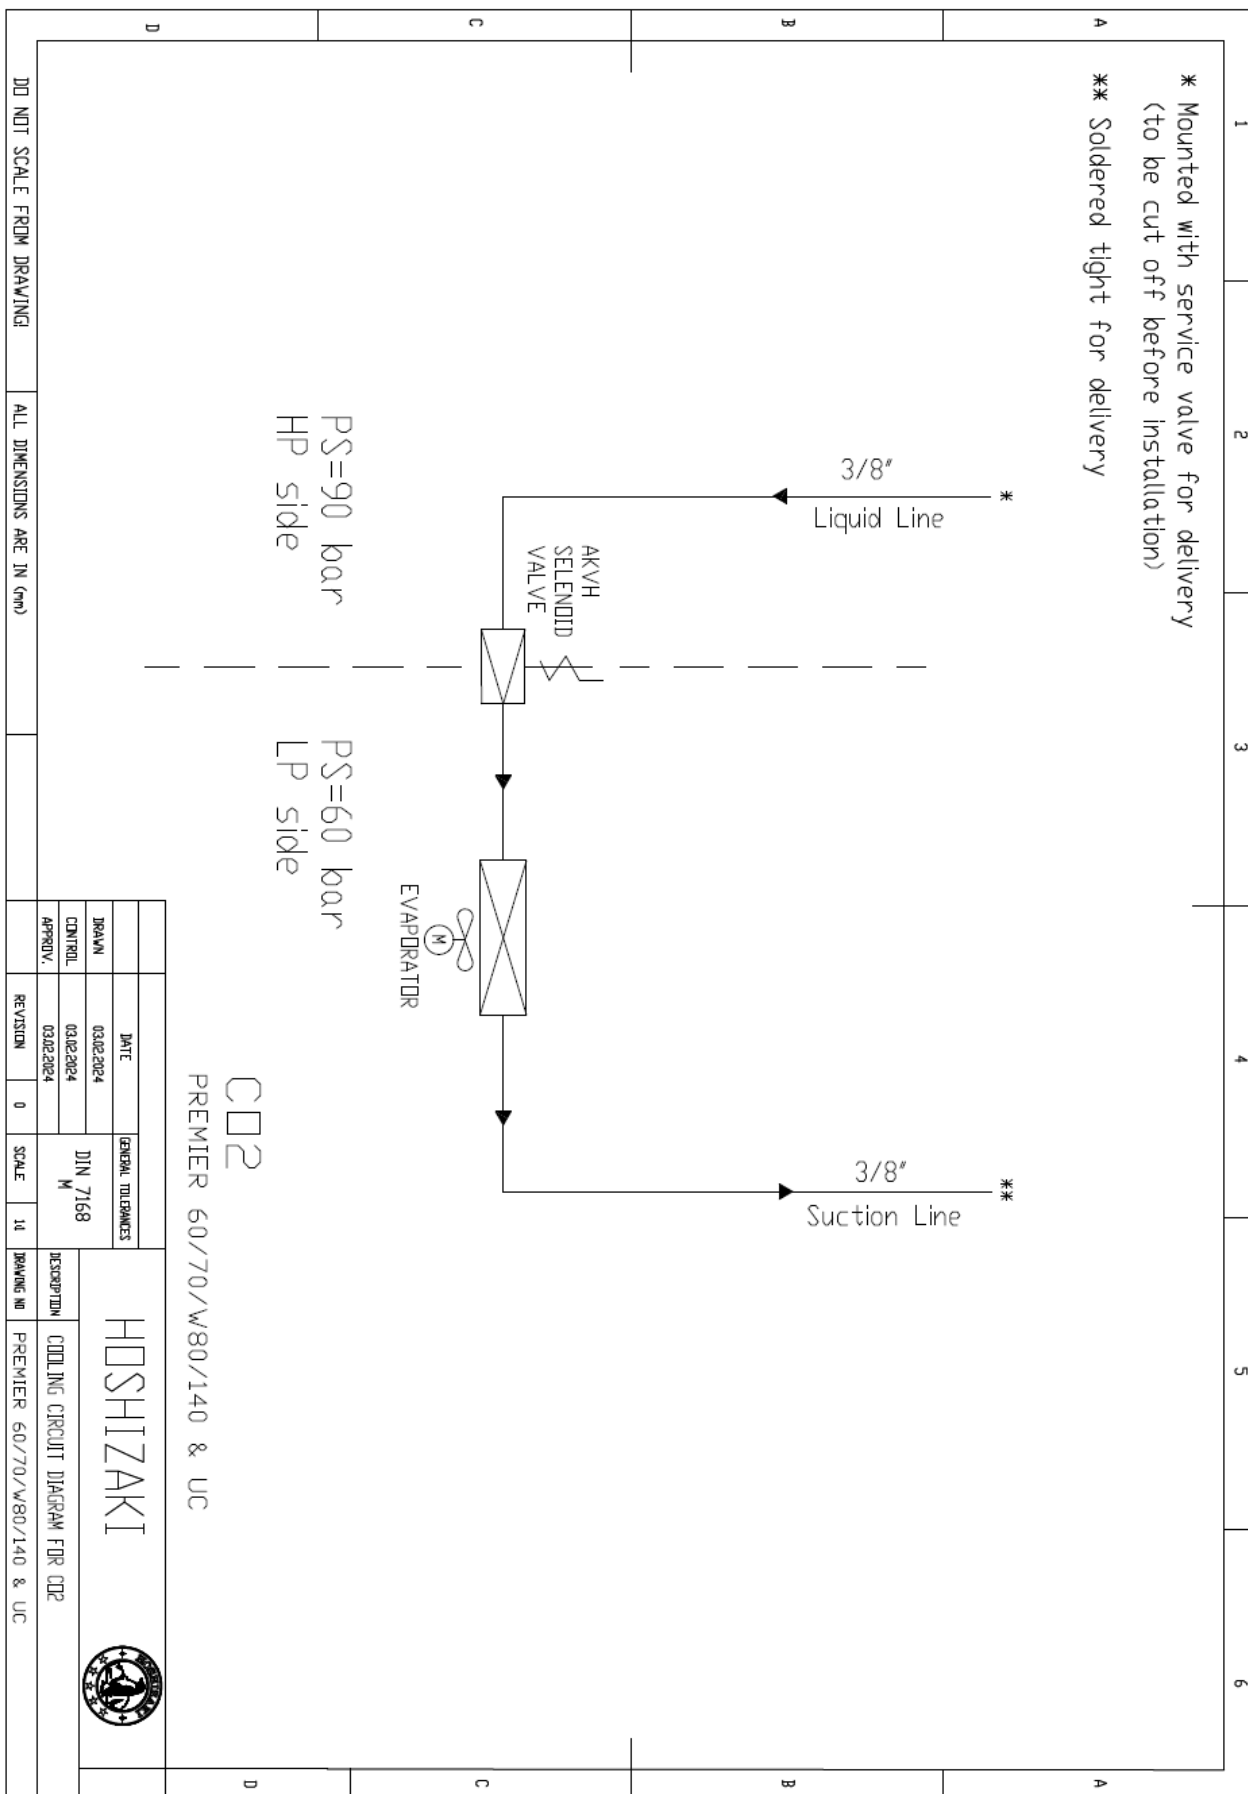 1
2
3
4
5
6
A
B
C
D
A
B
C
D
* Mounted with service valve for delivery
(to be cut off before installation)
** Soldered tight for delivery
*
**
3/8"
Liquid Line
3/8"
Suction Line
AKVH
SELENOID
VALVE
EVAPORATOR
M
PS=90 bar
HP side
PS=60 bar
LP side
CO2
PREMIER 60/70/W80/140 & UC
DATE
GENERAL TOLERANCES
DRAWN
03.02.2024
CONTROL
03.02.2024
APPROV.
03.02.2024
DIN 7168
M
HOSHIZAKI
HOSHIZAKI
DESCRIPTION
COOLING CIRCUIT DIAGRAM FOR CO2
DO NOT SCALE FROM DRAWING!
ALL DIMENSIONS ARE IN (mm)
REVISION
0
SCALE
1:1
DRAWING NO
PREMIER 60/70/W80/140 & UC